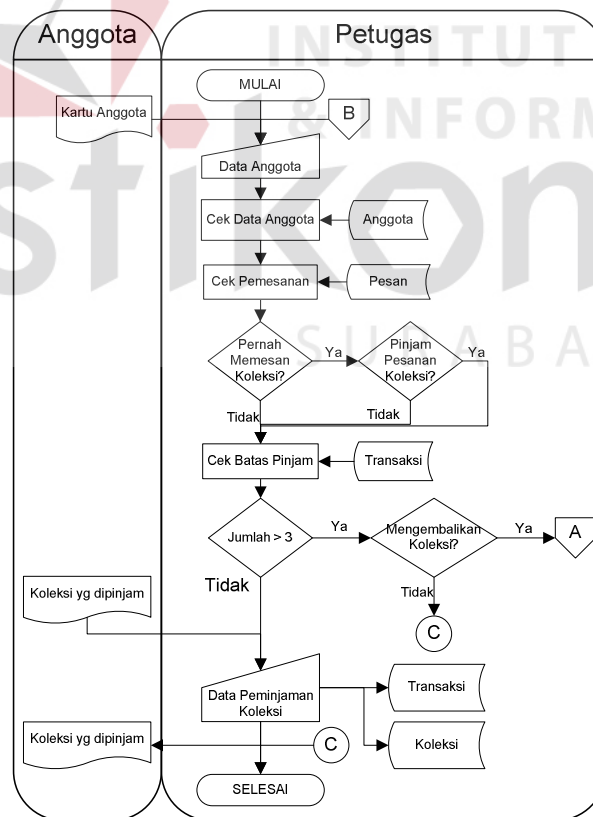 INSTITUT
& INFORM
stikom
SURABA
Anggota
Petugas
MULAI
Kartu Anggota
B
Data Anggota
Cek Data Anggota
Anggota
Cek Pemesanan
Pesan
Pernah
Memesan
Koleksi?
Ya
Pinjam
Pesanan
Koleksi?
Ya
Tidak
Tidak
Cek Batas Pinjam
Transaksi
Jumlah > 3
Ya
Mengembalikan
Koleksi?
Ya
A
Tidak
Tidak
C
Koleksi yg dipinjam
Data Peminjaman
Koleksi
Transaksi
Koleksi
Koleksi yg dipinjam
C
SELESAI